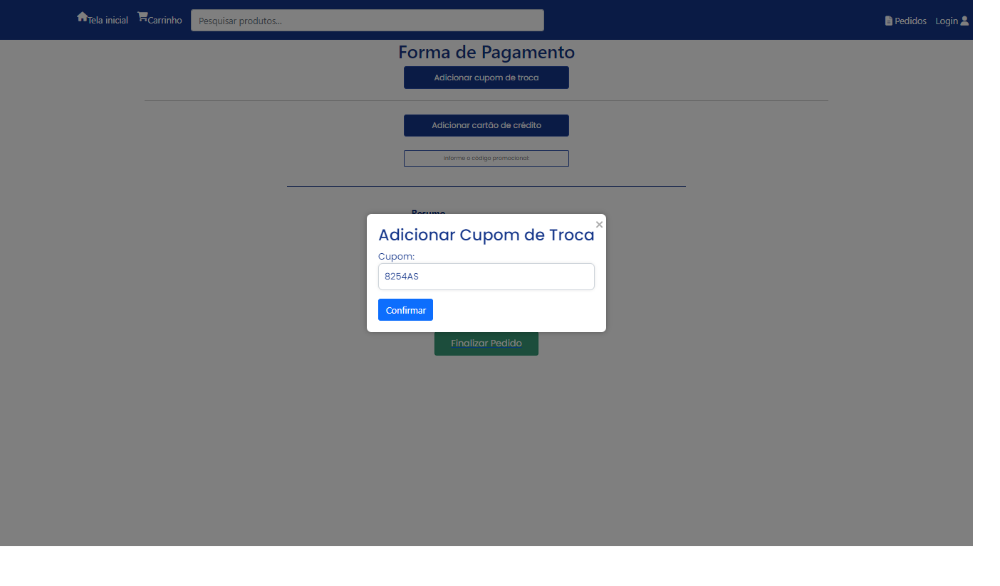 Tela inicial Carrinho Pesquisar produtos... Pedidos Login
Forma de Pagamento
Adicionar cupom de troca
Adicionar cartão de crédito
Informe o código promocional:
Resumo
×
Adicionar Cupom de Troca
Cupom:
8254AS
Confirmar
Finalizar Pedido